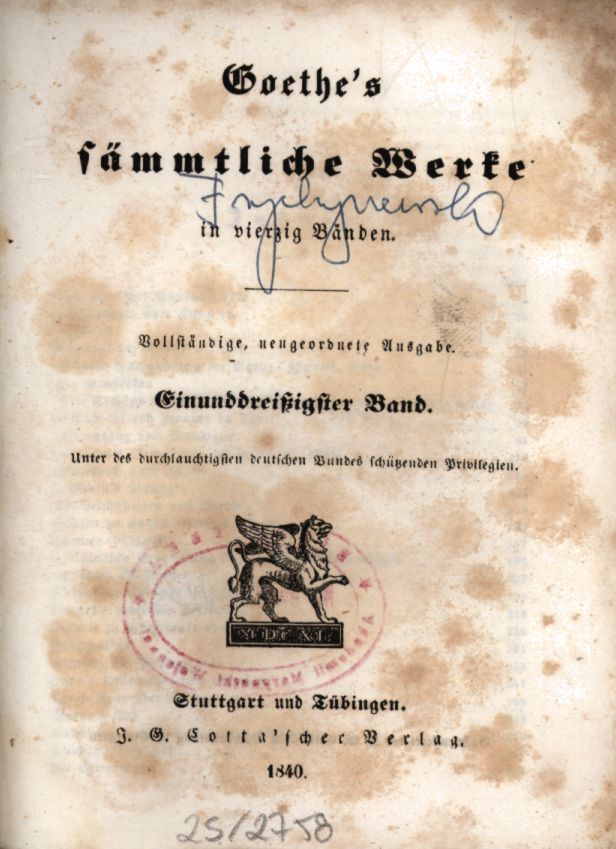 Goethe's
sämmtliche Werke
in vierzig Bänden.
Vollständige, neugeordnete Ausgabe.
Einunddreißigster Band.
Unter des durchlauchtigsten deutschen Bundes schützenden Privilegien.
MDCXL
Stuttgart und Tübingen.
J. G. Cotta'scher Verlag.
1840.
25/2758